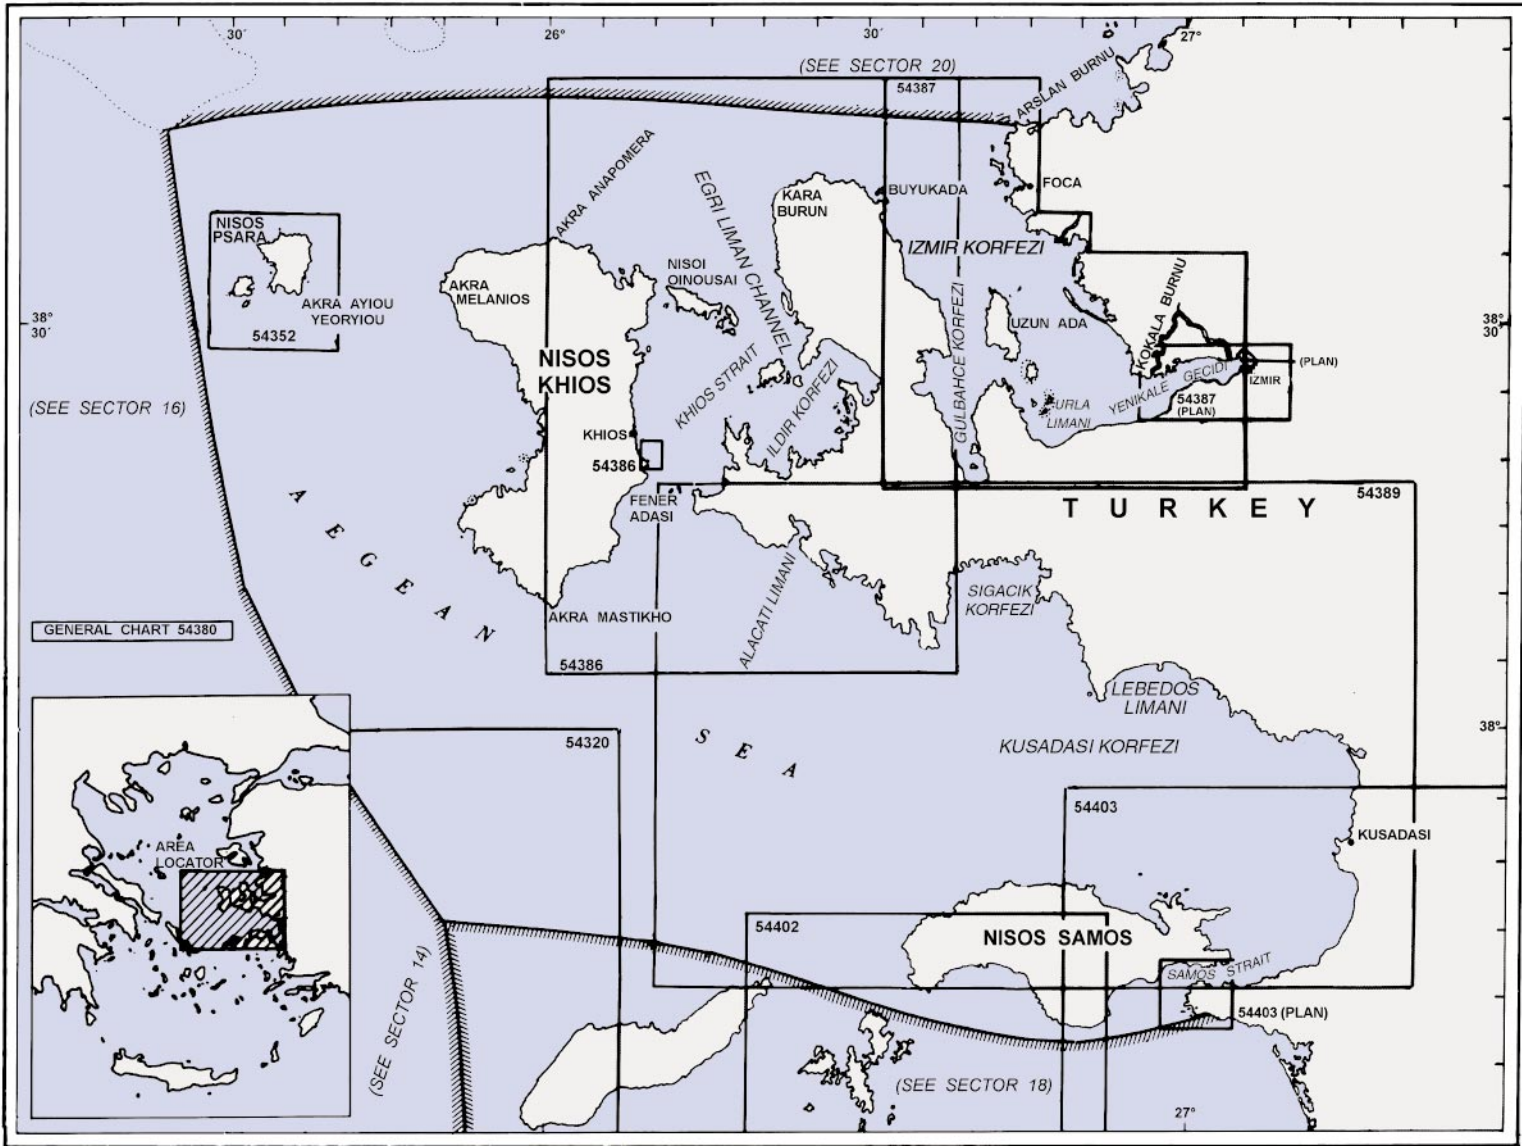 30´
26°
30´
27°
(SEE SECTOR 20)
54387
ARSLAN BURNU
AKRA ANAPOMERA
EGRI LIMAN CHANNEL
KARA
BURUN
BUYUKADA
FOCA
NISOS
PSARA
IZMIR KORFEZI
NISOI
OINOUSAI
AKRA
MELANIOS
AKRA AYIOU
YEORYIOU
54352
38°
30´
38°
30´
KOKALA BURNU
UZUN ADA
GULBAHCE KORFEZI
NISOS
KHIOS
KHIOS STRAIT
ILDIR KORFEZI
(PLAN)
IZMIR
YENIKALE GECIDI
54387
(PLAN)
URLA
LIMANI
(SEE SECTOR 16)
KHIOS
54386
FENER
ADASI
54389
TURKEY
AEGEAN
SEA
SIGACIK
KORFEZI
ALACATI LIMANI
AKRA MASTIKHO
GENERAL CHART 54380
54386
LEBEDOS
LIMANI
38°
54320
KUSADASI KORFEZI
54403
KUSADASI
AREA
LOCATOR
54402
NISOS SAMOS
SAMOS STRAIT
54403 (PLAN)
(SEE SECTOR 14)
(SEE SECTOR 18)
27°